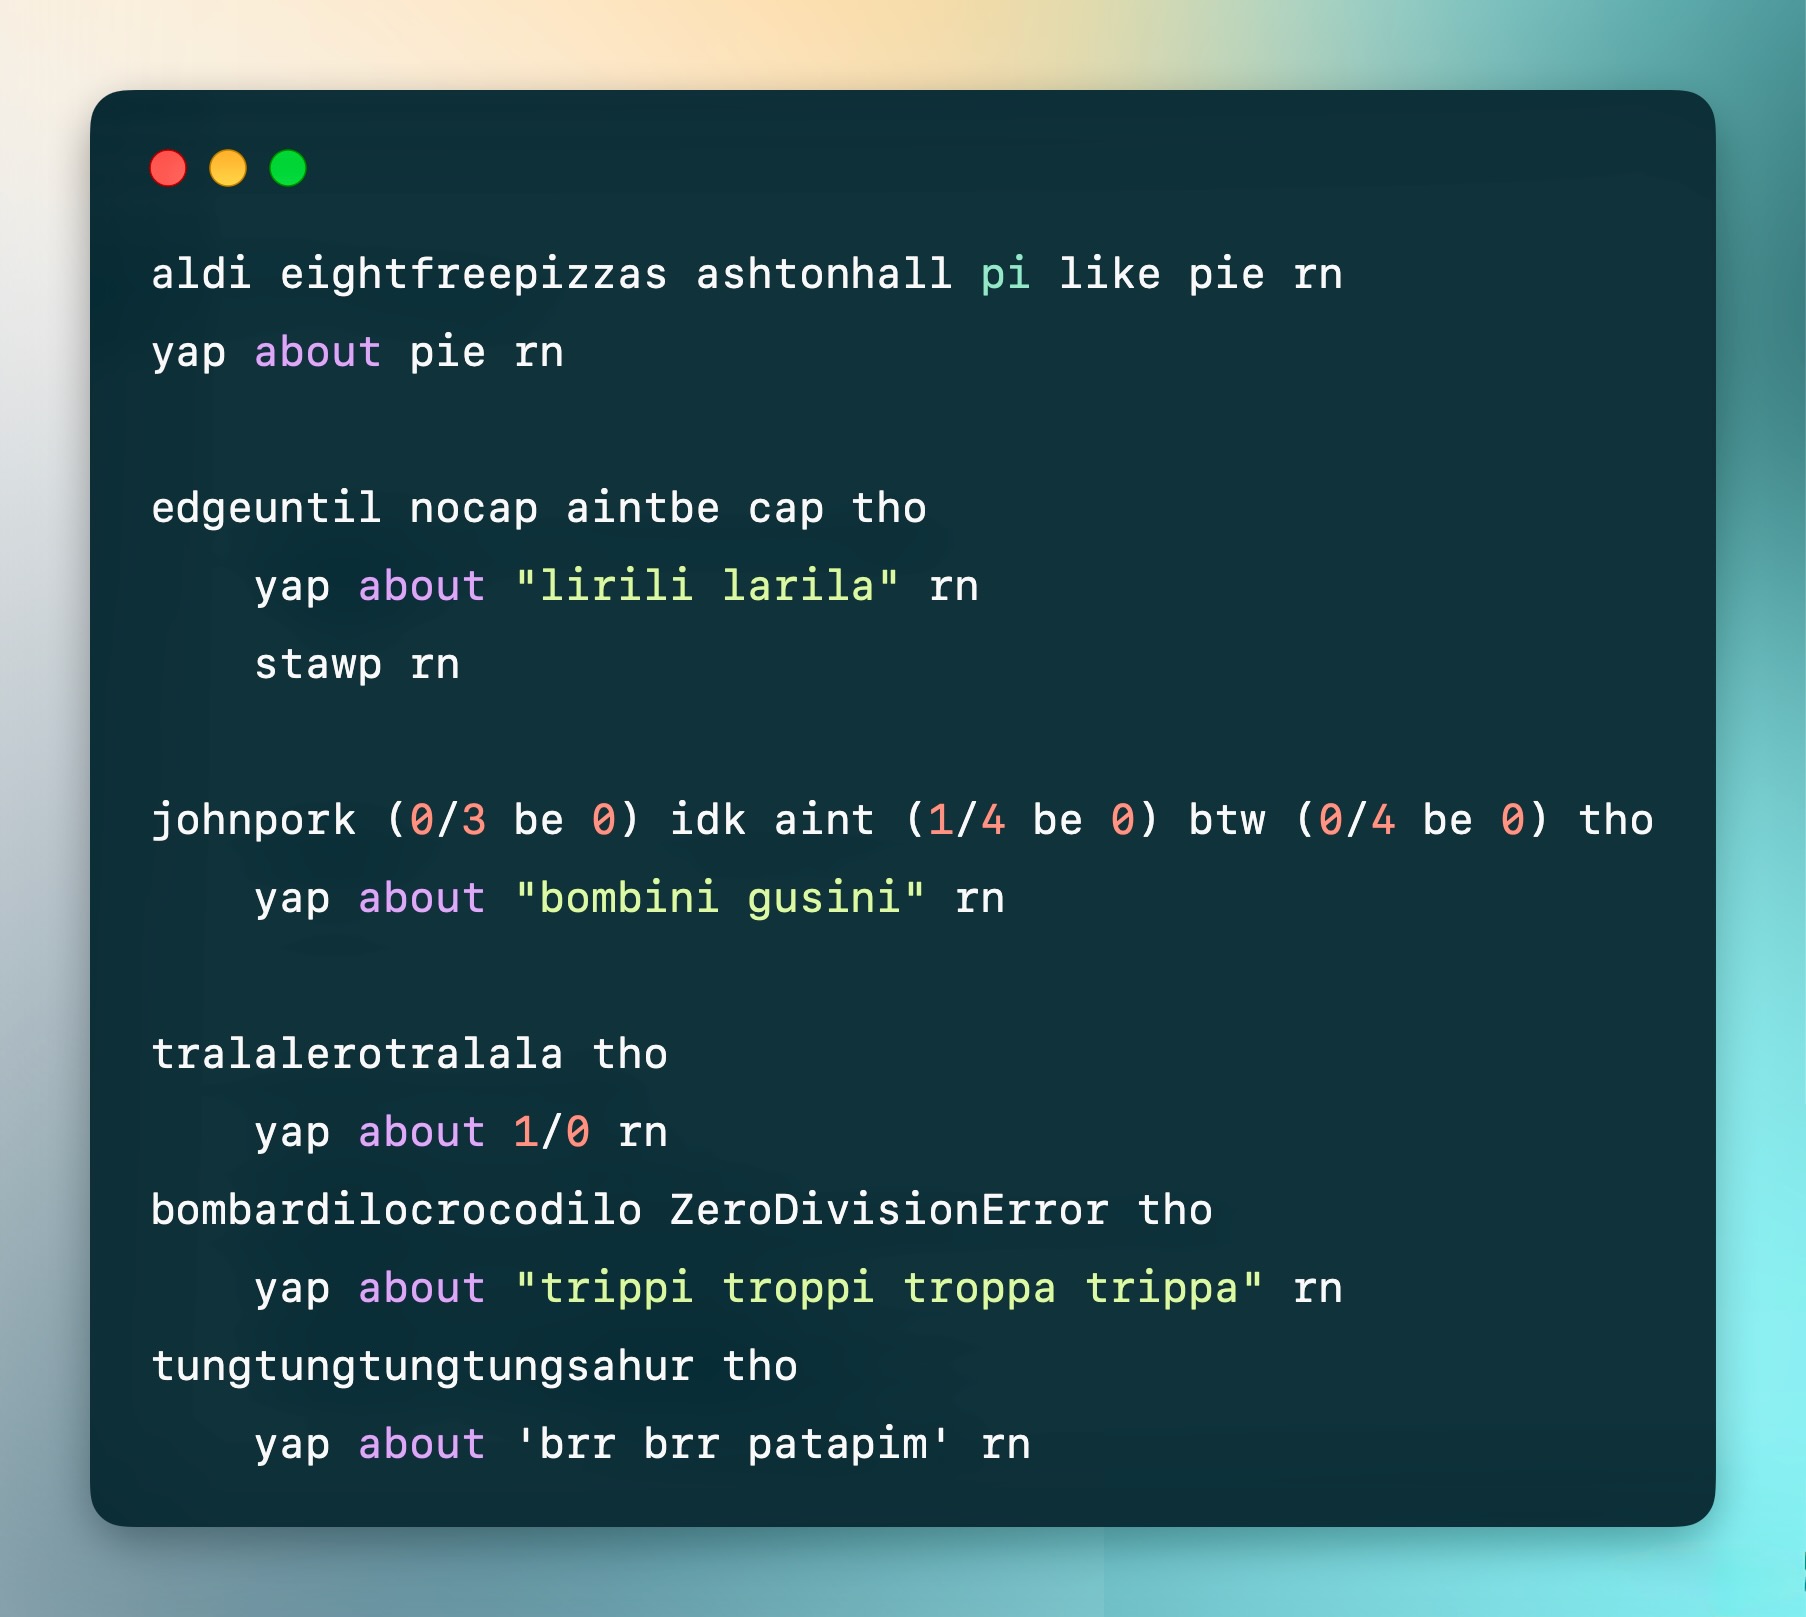 aldi eightfreepizzas ashtonhall pi like pie rn
yap about pie rn
edgeuntil nocap aintbe cap tho
    yap about "lirili larila" rn
    stawp rn
johnpork (0/3 be 0) idk aint (1/4 be 0) btw (0/4 be 0) tho
    yap about "bombini gusini" rn
tralalerotralala tho
    yap about 1/0 rn
bombardilocrocodilo ZeroDivisionError tho
    yap about "trippi troppi troppa trippa" rn
tungtungtungtungsahur tho
    yap about 'brr brr patapim' rn